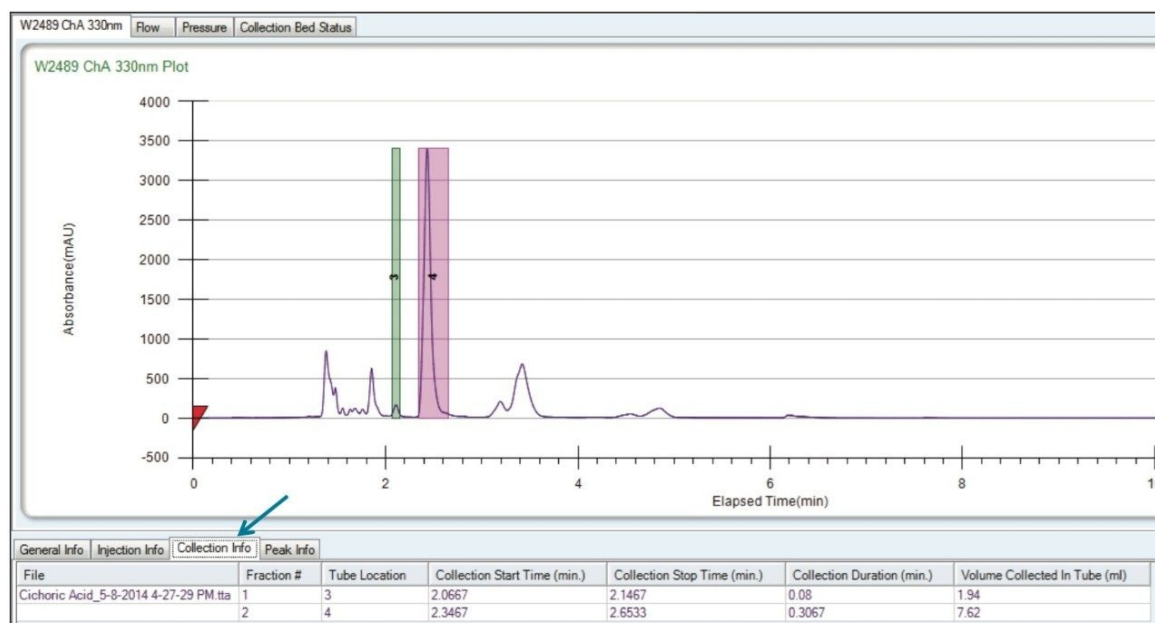 W2489 ChA 330nm Flow Pressure Collection Bed Status
W2489 ChA 330nm Plot
4000
3500
3000
2500
2000
1500
1000
500
0
-500
Absorbance(mAU)
3 4
0 2 4 6 8 10
Elapsed Time(min)
General Info Injection Info Collection Info Peak Info
File Fraction # Tube Location Collection Start Time (min.) Collection Stop Time (min.) Collection Duration (min.) Volume Collected In Tube (ml)
Cichoric Acid_5-8-2014 4-27-29 PM.tta 1 3 2.0667 2.1467 0.08 1.94
2 4 2.3467 2.6533 0.3067 7.62